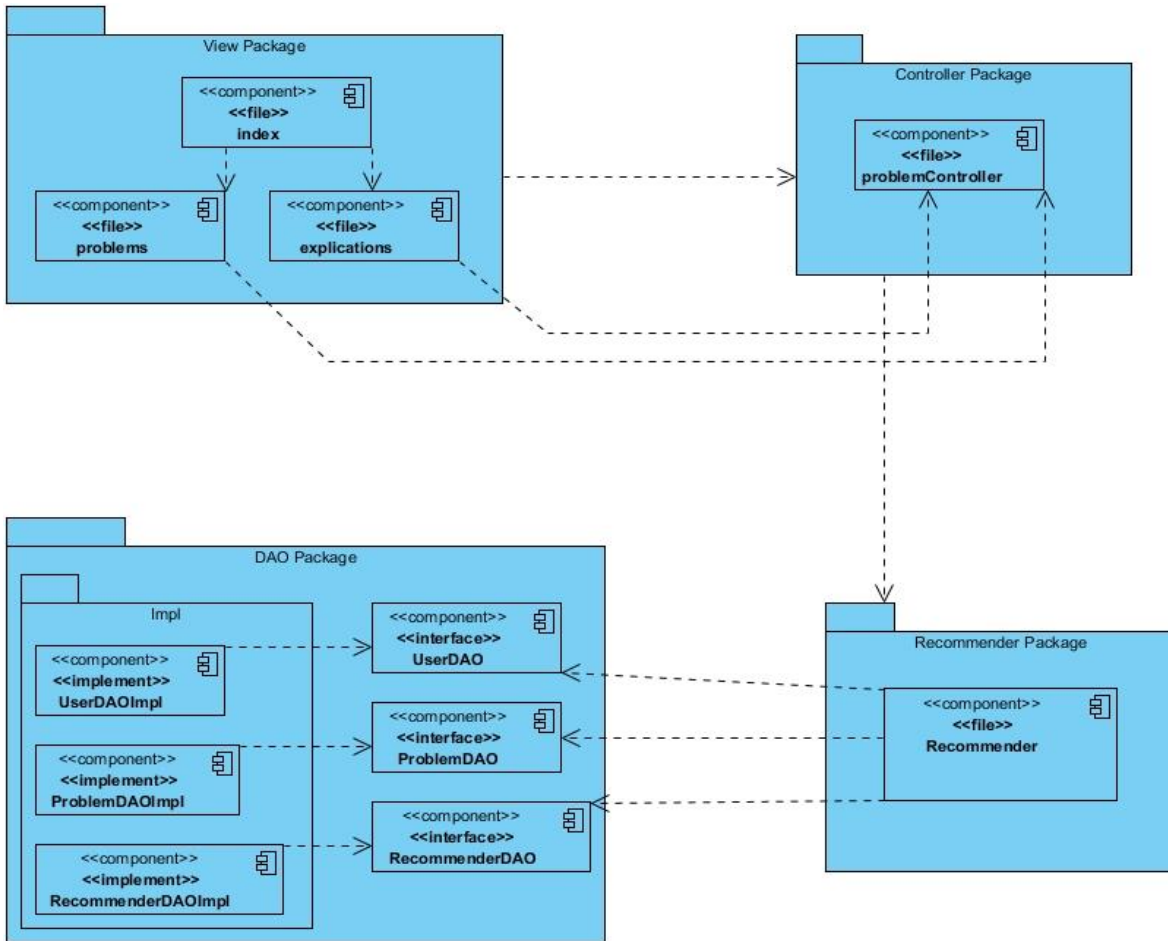 View Package
<<component>>
<<file>>
index
<<component>>
<<file>>
problems
<<component>>
<<file>>
explications
Controller Package
<<component>>
<<file>>
problemController
DAO Package
Impl
<<component>>
<<implement>>
UserDAOImpl
<<component>>
<<implement>>
ProblemDAOImpl
<<component>>
<<implement>>
RecommenderDAOImpl
<<component>>
<<interface>>
UserDAO
<<component>>
<<interface>>
ProblemDAO
<<component>>
<<interface>>
RecommenderDAO
Recommender Package
<<component>>
<<file>>
Recommender